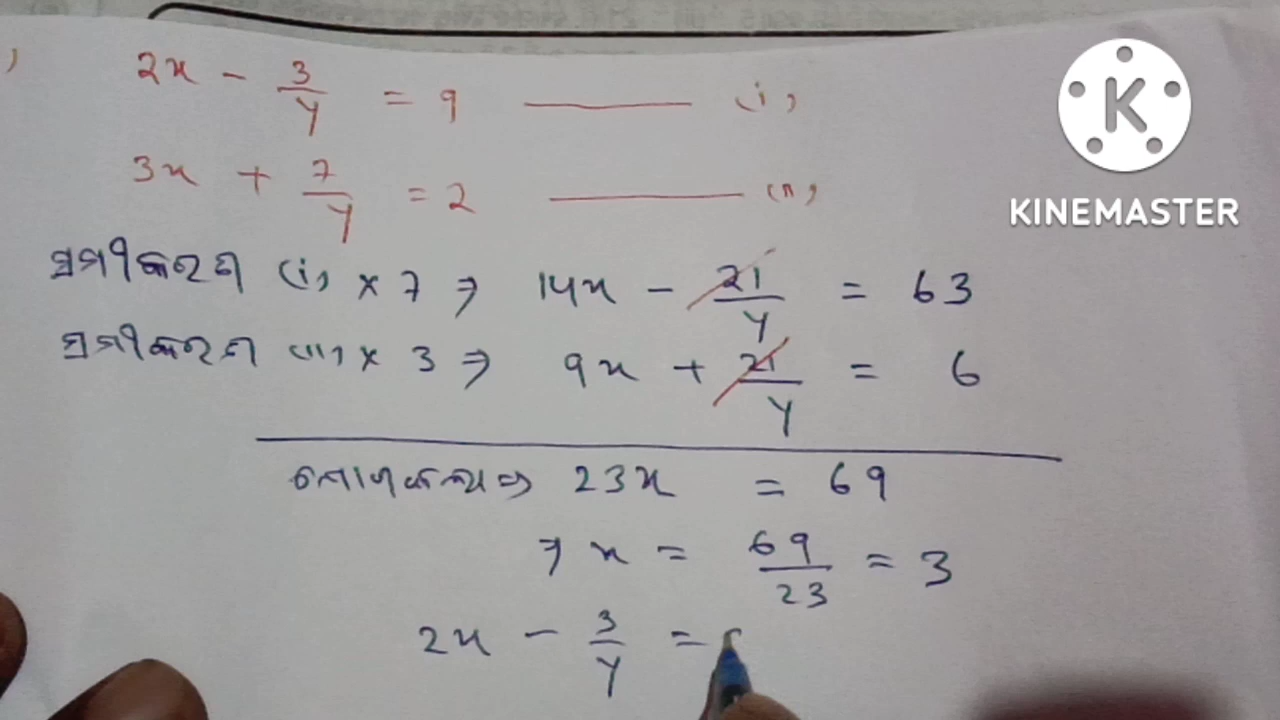 2x - 3/y = 9 ——— (i)
3x + 7/y = 2 ——— (ii)
ସମୀକରଣ (i) × 7 ⇒ 14x - 21/y = 63
ସମୀକରଣ (ii) × 3 ⇒ 9x + 21/y = 6
ଯୋଗକଲେ ⇒ 23x = 69
⇒ x = 69/23 = 3
2x - 3/y =
KINEMASTER